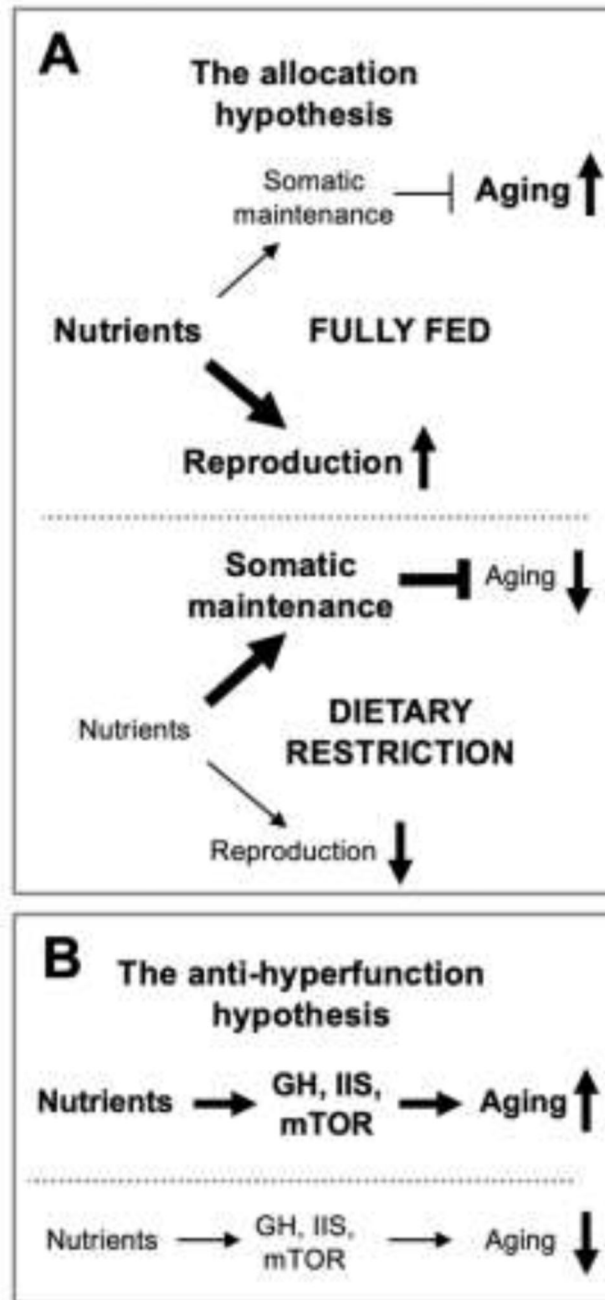 A
The allocation
hypothesis
Somatic
maintenance
Aging
Nutrients
FULLY FED
Reproduction
Somatic
maintenance
Aging
Nutrients
DIETARY
RESTRICTION
Reproduction
B
The anti-hyperfunction
hypothesis
Nutrients
GH, IIS,
mTOR
Aging
Nutrients
GH, IIS,
mTOR
Aging